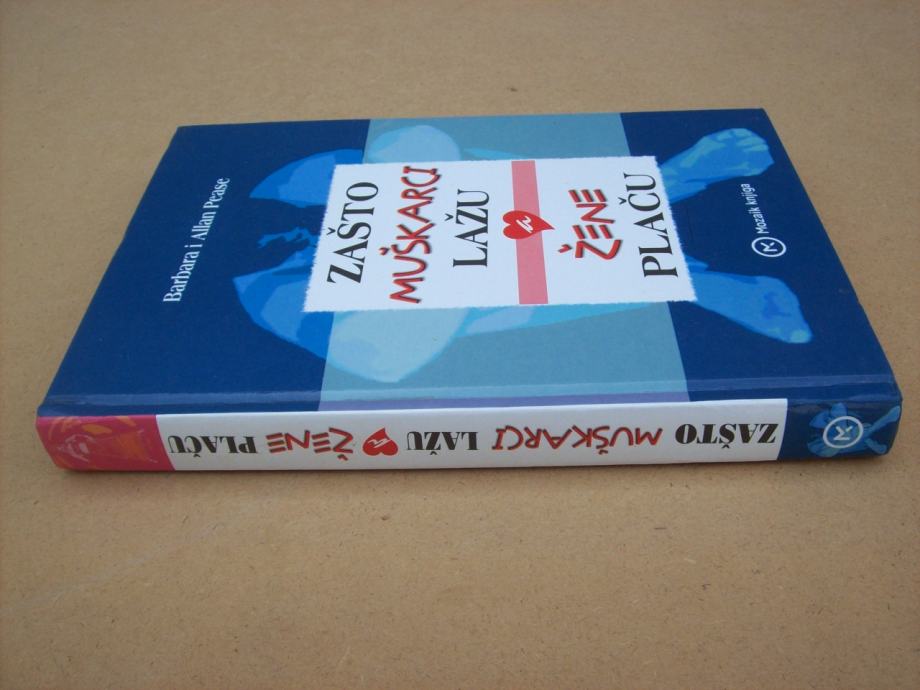 Barbara i Allan Pease
ZAŠTO
MUŠKARCI
LAŽU
a
ŽENE
PLAČU
Mozaik knjiga
ZAŠTO MUŠKARCI LAŽU a ŽENE PLAČU